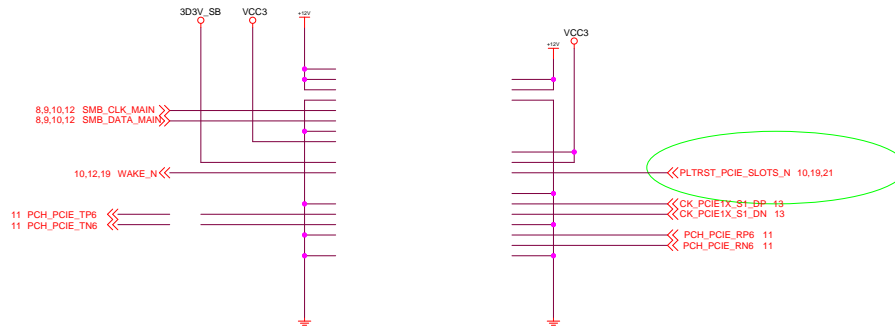 3D3V_SB
VCC3
+12V
+12V
VCC3
8,9,10,12 SMB_CLK_MAIN
8,9,10,12 SMB_DATA_MAIN
10,12,19 WAKE_N
PLTRST_PCIE_SLOTS_N 10,19,21
11 PCH_PCIE_TP6
11 PCH_PCIE_TN6
CK_PCIE1X_S1_DP 13
CK_PCIE1X_S1_DN 13
PCH_PCIE_RP6 11
PCH_PCIE_RN6 11